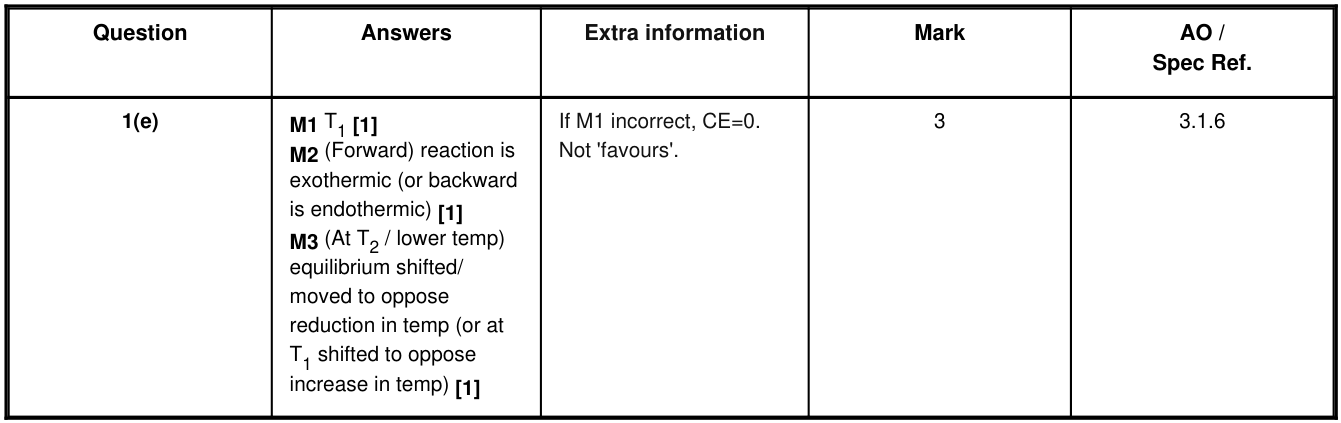 Question Answers Extra information Mark AO /
Spec Ref.
1(e) M1 T1 [1] If M1 incorrect, CE=0. 3 3.1.6
M2 (Forward) reaction is Not 'favours'.
exothermic (or backward
is endothermic) [1]
M3 (At T2 / lower temp)
equilibrium shifted/
moved to oppose
reduction in temp (or at
T1 shifted to oppose
increase in temp) [1]